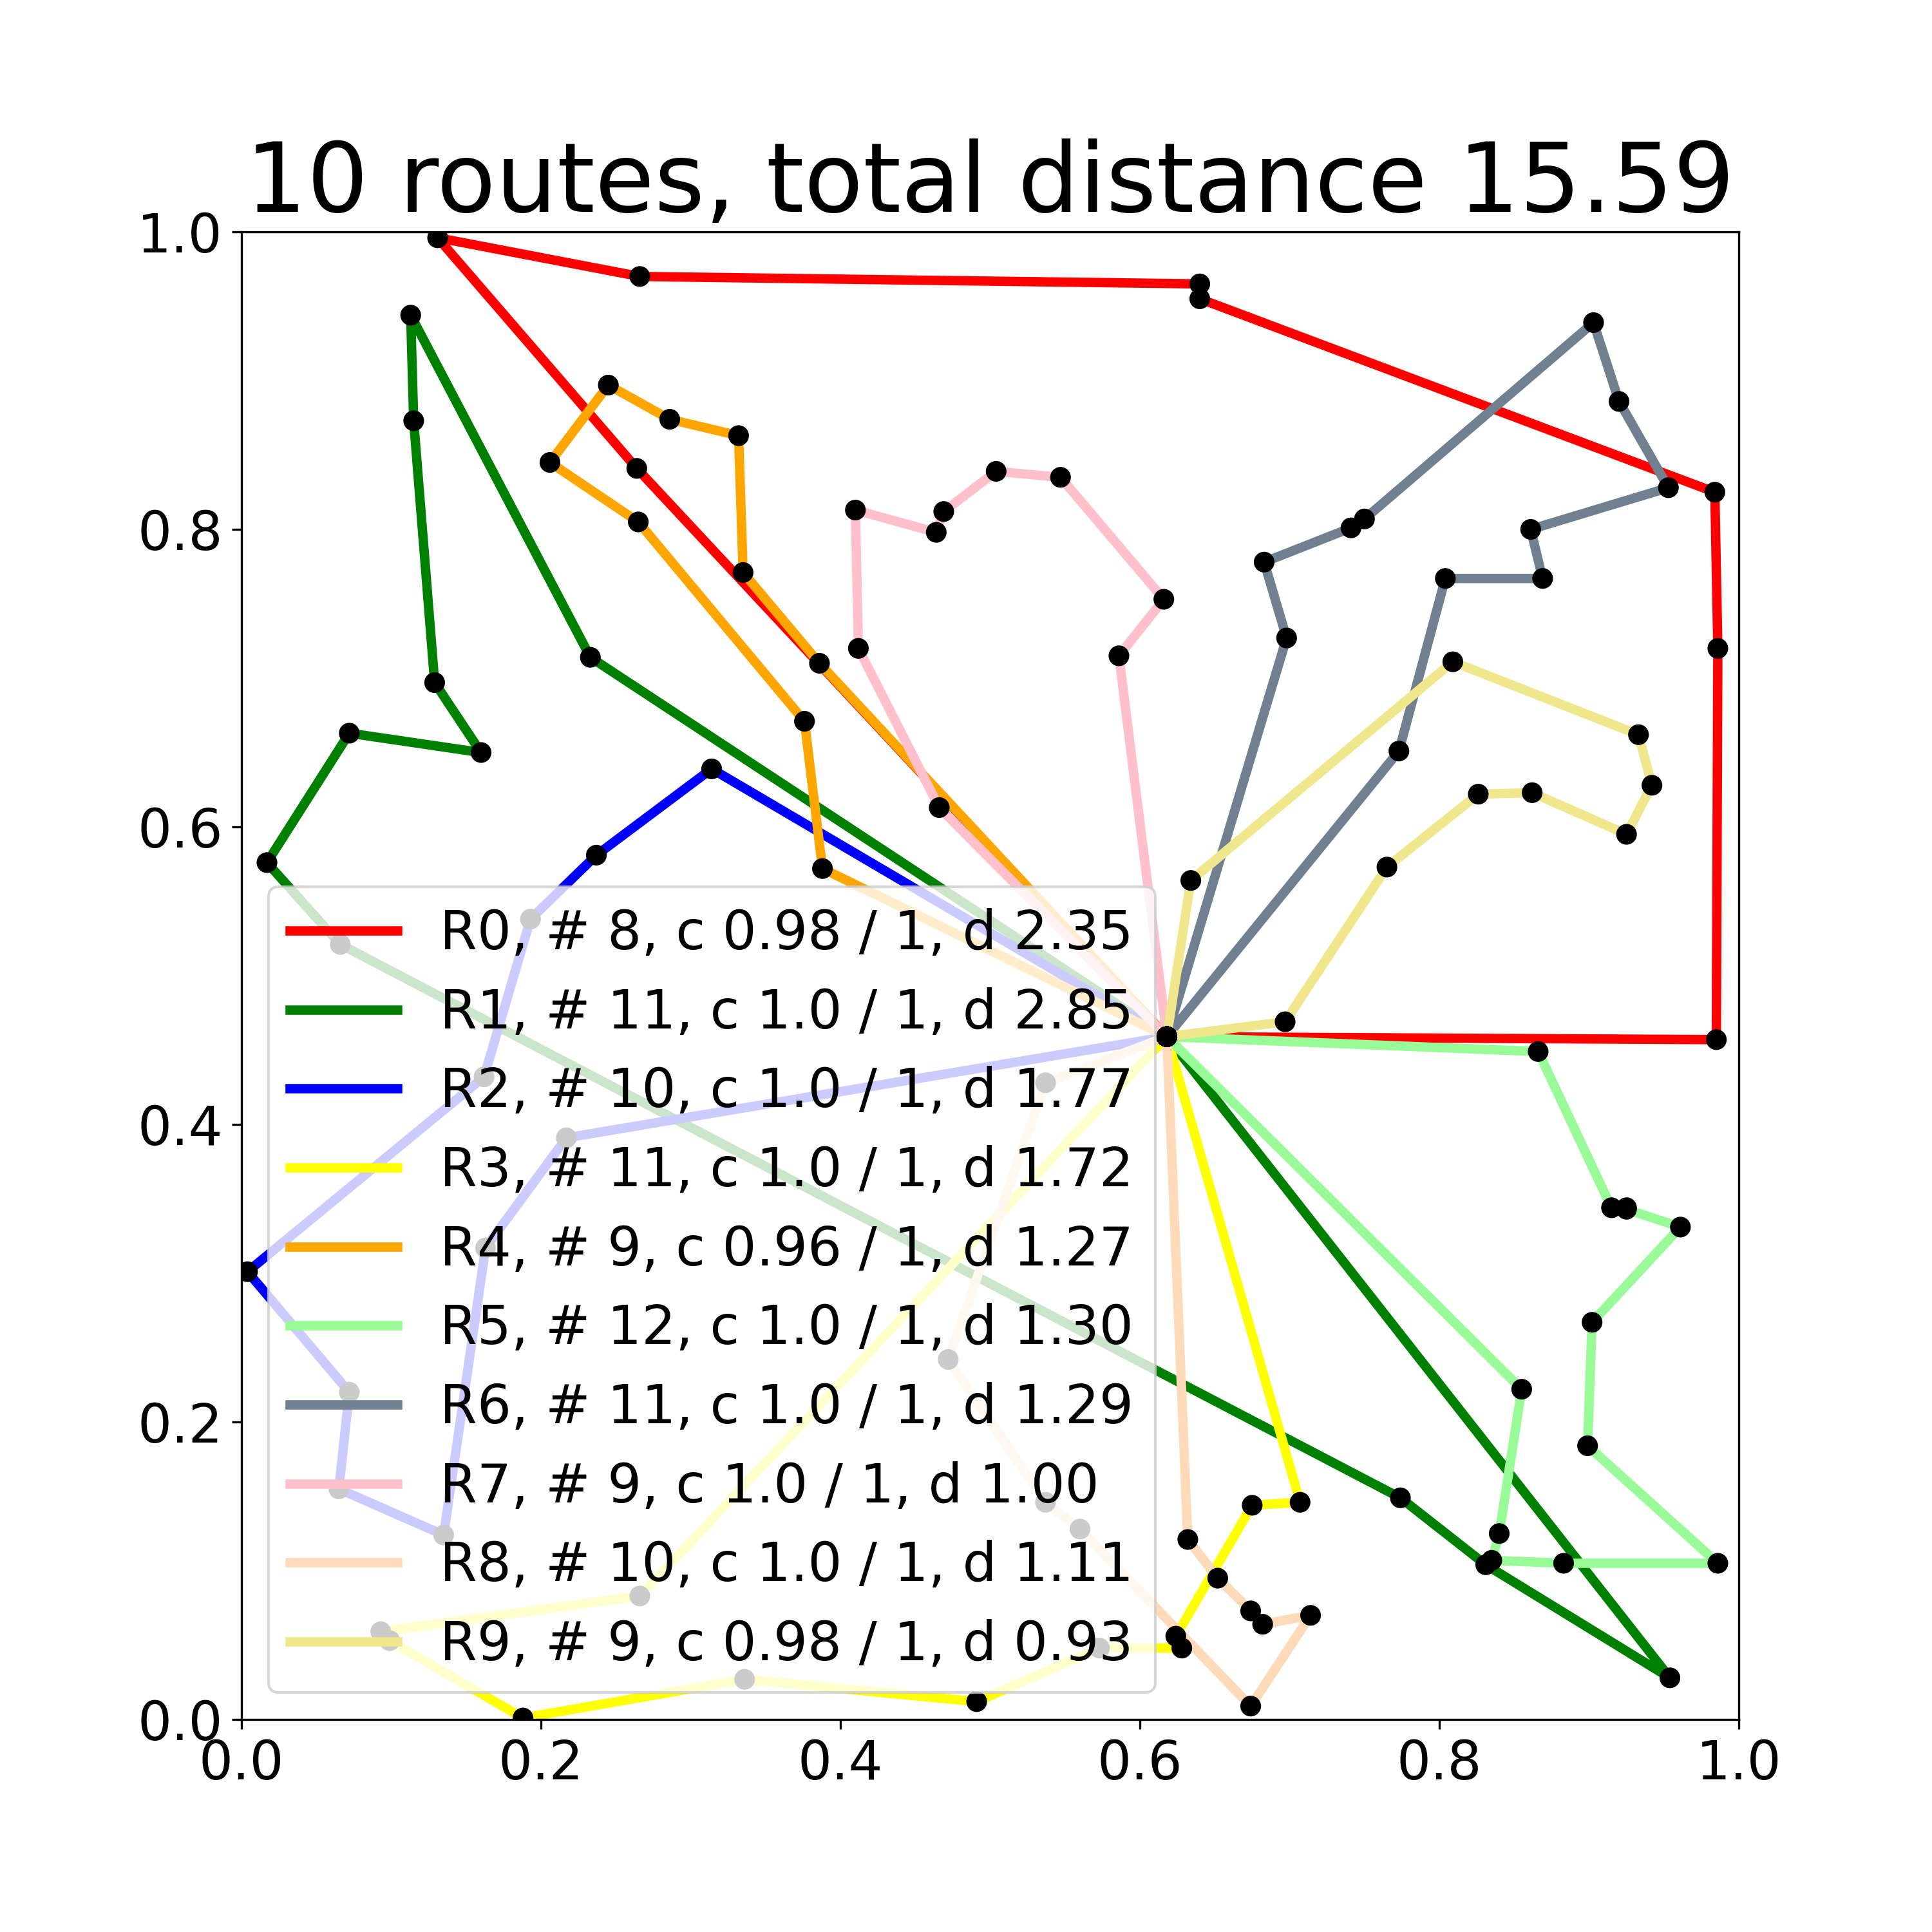 10 routes, total distance 15.59
1.0
0.8
0.6
0.4
0.2
0.0
R0, # 8, c 0.98 / 1, d 2.35
R1, # 11, c 1.0 / 1, d 2.85
R2, # 10, c 1.0 / 1, d 1.77
R3, # 11, c 1.0 / 1, d 1.72
R4, # 9, c 0.96 / 1, d 1.27
R5, # 12, c 1.0 / 1, d 1.30
R6, # 11, c 1.0 / 1, d 1.29
R7, # 9, c 1.0 / 1, d 1.00
R8, # 10, c 1.0 / 1, d 1.11
R9, # 9, c 0.98 / 1, d 0.93
0.0 0.2 0.4 0.6 0.8 1.0